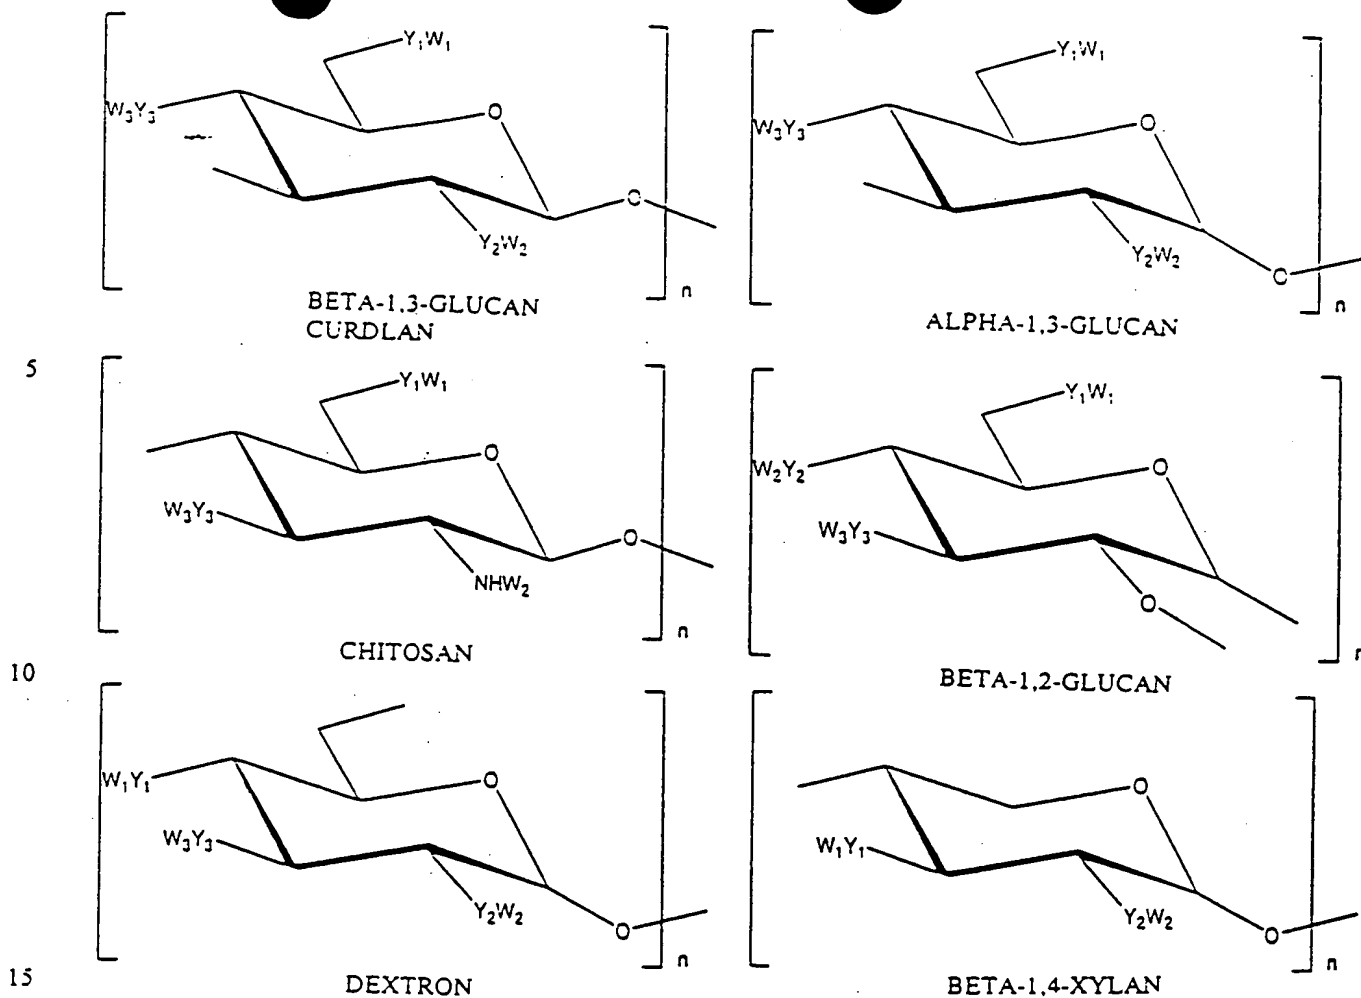 Y₁W₁
W₃Y₃
O
O
Y₂W₂
n
BETA-1,3-GLUCAN
CURDLAN
Y₁W₁
W₃Y₃
O
Y₂W₂
O
n
ALPHA-1,3-GLUCAN
5
Y₁W₁
O
W₃Y₃
O
NHW₂
n
CHITOSAN
Y₁W₁
W₂Y₂
O
W₃Y₃
O
n
BETA-1,2-GLUCAN
10
W₁Y₁
O
W₃Y₃
Y₂W₂
O
n
DEXTRON
O
W₁Y₁
Y₂W₂
O
n
BETA-1,4-XYLAN
15